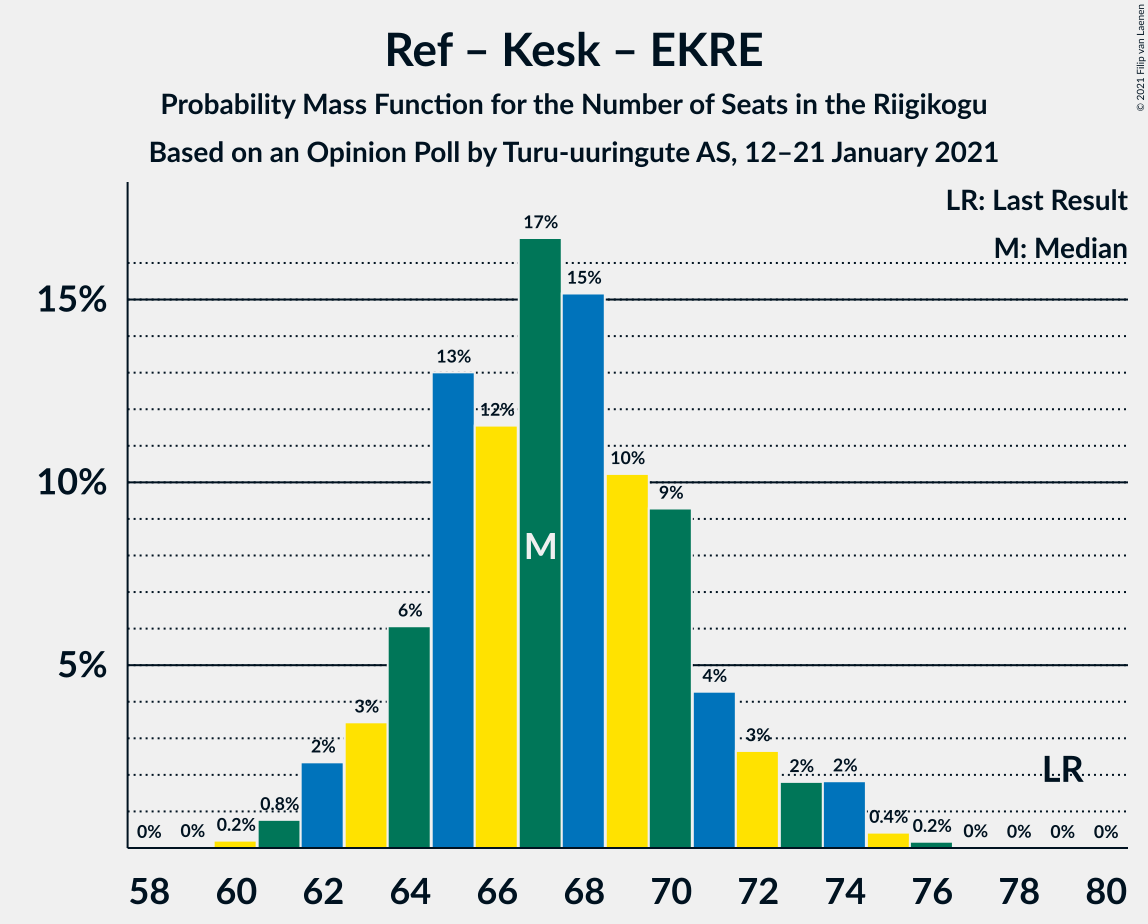 Ref – Kesk – EKRE
Probability Mass Function for the Number of Seats in the Riigikogu
Based on an Opinion Poll by Turu-uuringute AS, 12–21 January 2021
© 2021 Filip van Laenen
LR: Last Result
M: Median
15%
10%
5%
0%
0%
0.2%
0.8%
2%
3%
6%
13%
12%
17%
15%
10%
9%
4%
3%
2%
2%
0.4%
0.2%
0%
0%
0%
0%
M
LR
58 60 62 64 66 68 70 72 74 76 78 80